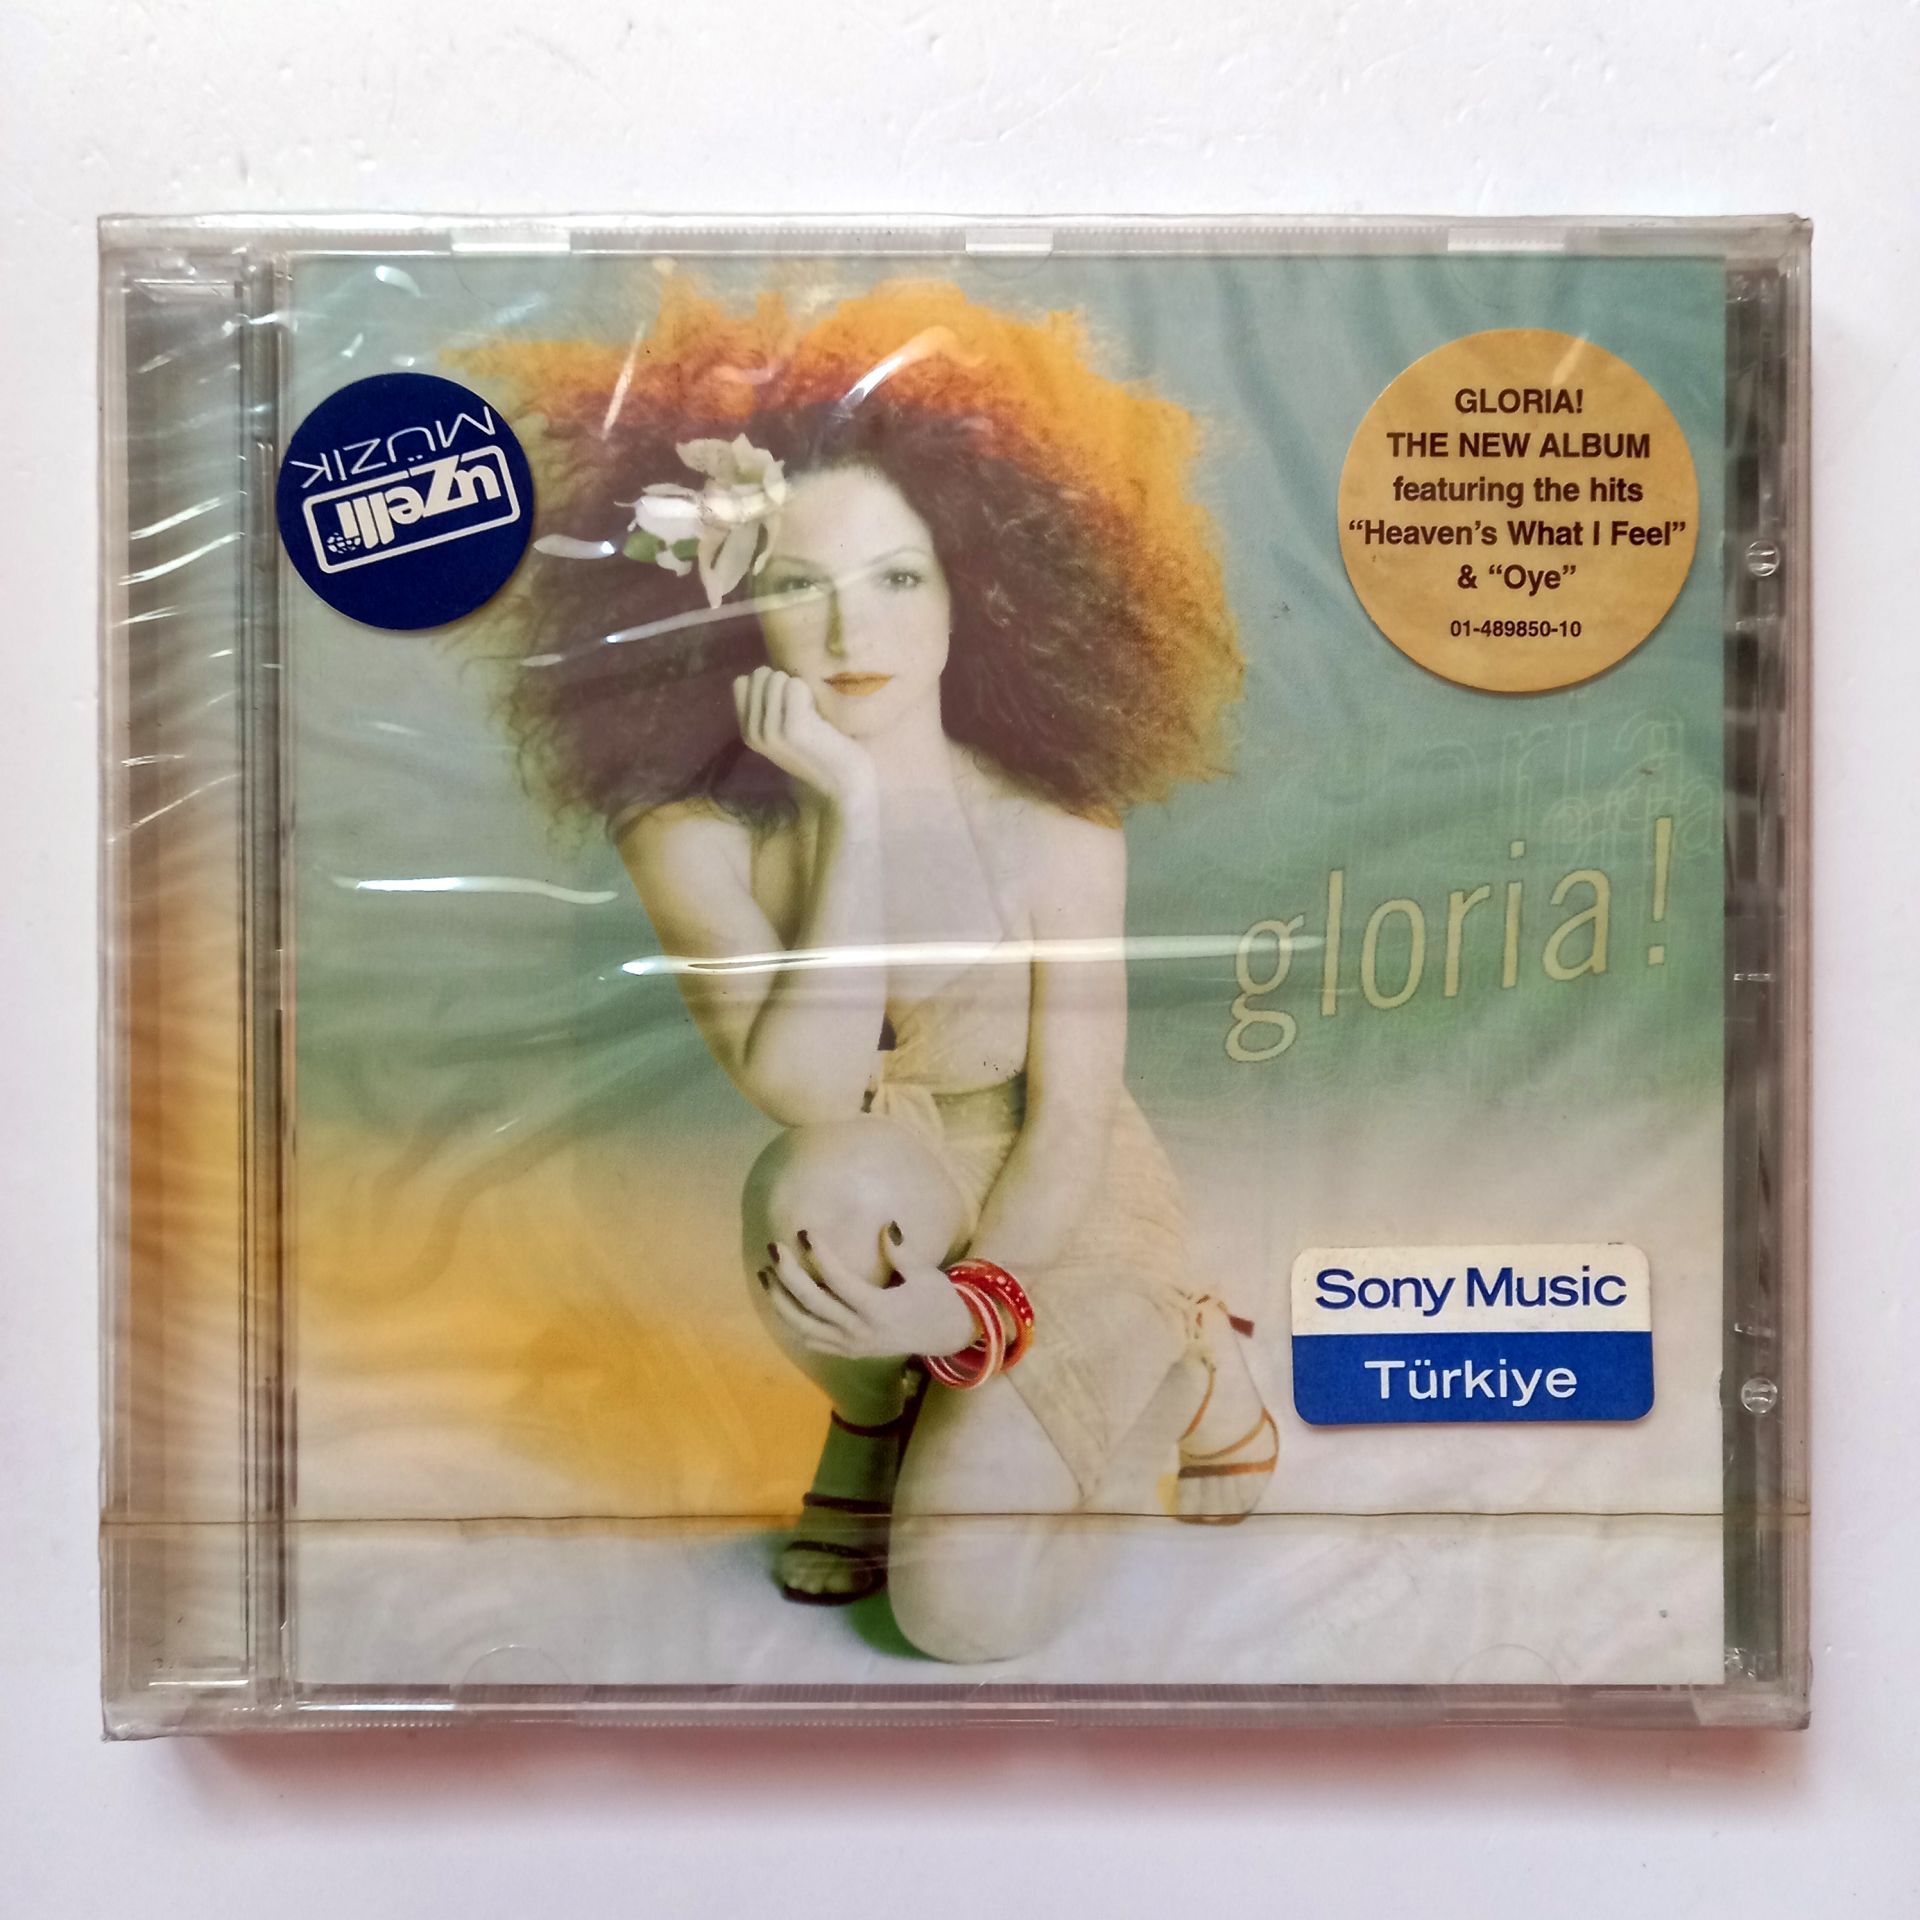 uzelli
MÜZİK
GLORIA!
THE NEW ALBUM
featuring the hits
“Heaven’s What I Feel”
& “Oye”
01-489850-10
gloria
gloria!
Sony Music
Türkiye